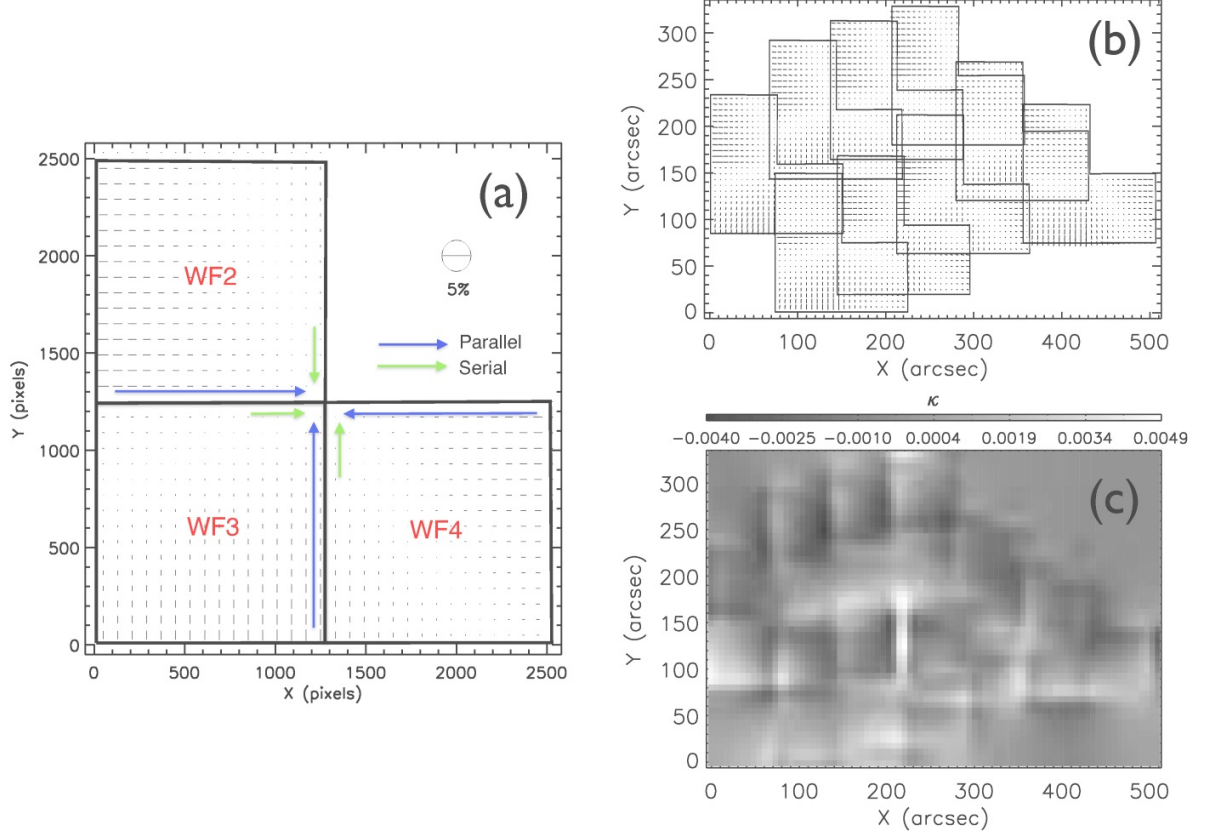 (a)
2500
2000
1500
1000
500
0
Y (pixels)
WF2
WF3
WF4
5%
Parallel
Serial
0 500 1000 1500 2000 2500
X (pixels)
(b)
300
250
200
150
100
50
0
Y (arcsec)
0 100 200 300 400 500
X (arcsec)
κ
−0.0040 −0.0025 −0.0010 0.0004 0.0019 0.0034 0.0049
(c)
300
250
200
150
100
50
0
Y (arcsec)
0 100 200 300 400 500
X (arcsec)